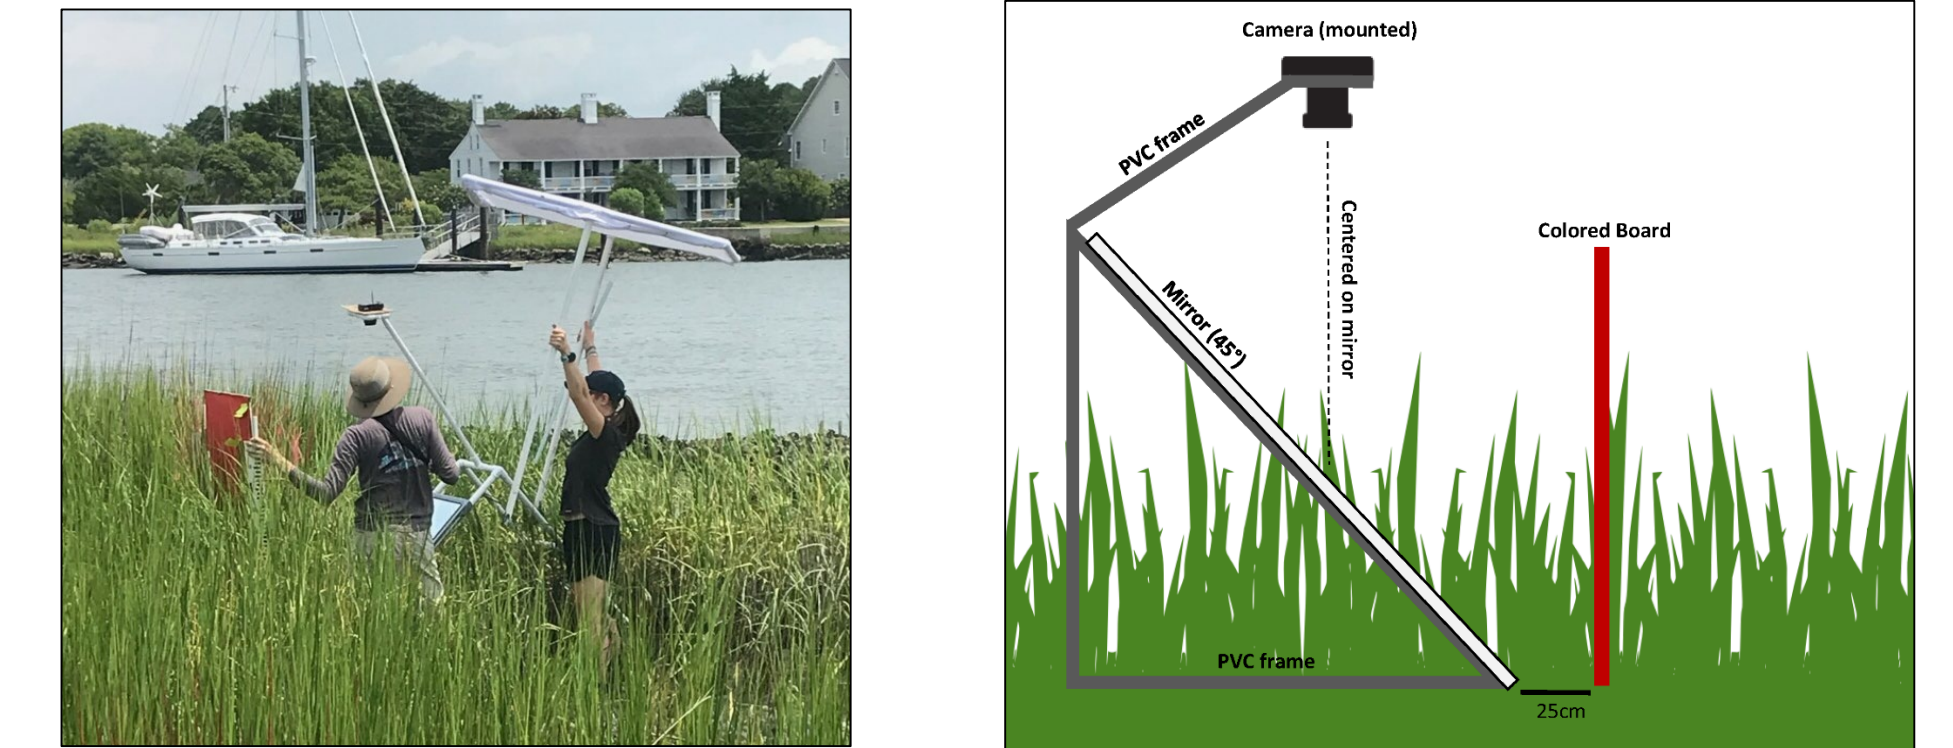 Camera (mounted)
PVC frame
Centered on mirror
Colored Board
Mirror (45°)
PVC frame
25cm